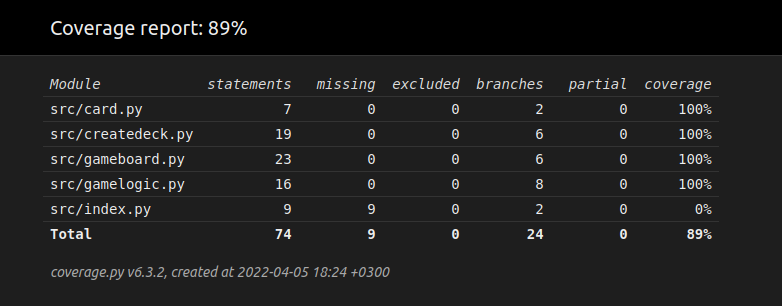 Coverage report: 89%
Module statements missing excluded branches partial coverage
src/card.py 7 0 0 2 0 100%
src/createdeck.py 19 0 0 6 0 100%
src/gameboard.py 23 0 0 6 0 100%
src/gamelogic.py 16 0 0 8 0 100%
src/index.py 9 9 0 2 0 0%
Total 74 9 0 24 0 89%
coverage.py v6.3.2, created at 2022-04-05 18:24 +0300